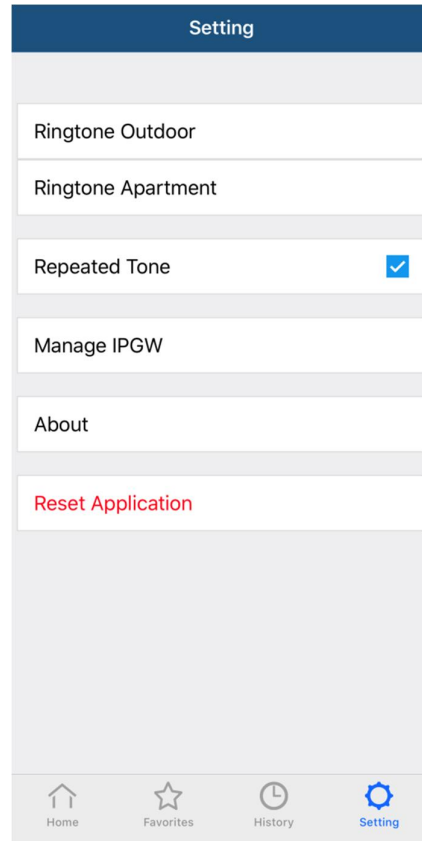 Setting
Ringtone Outdoor
Ringtone Apartment
Repeated Tone
Manage IPGW
About
Reset Application
Home Favorites History Setting